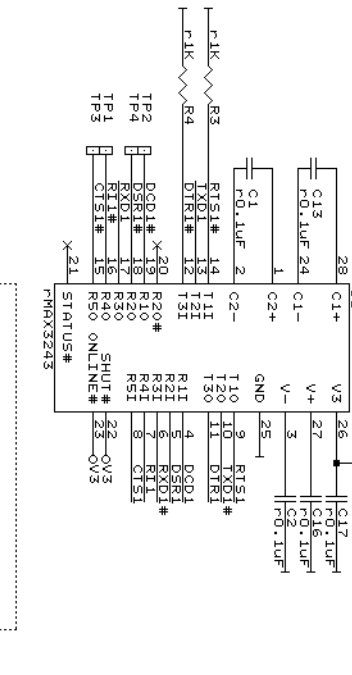 r1K
R3
r1K
R4
TP2
TP4
TP1
TP3
C13
r0.1uF
C1
r0.1uF
RTS1#
TXD1
DTR1#
DCD1#
DSR1#
RXD1
RI1#
CTS1#
28
24
1
2
14
13
12
20
19
18
17
16
15
21
C1+
C1-
C2+
C2-
T1I
T2I
T3I
R2O#
R1O
R2O
R3O
R4O
R5O
STATUS#
rMAX3243
V3
V+
V-
GND
T1O
T2O
T3O
R1I
R2I
R3I
R4I
R5I
SHUT#
ONLINE#
26
27
3
25
9
10
11
4
5
6
7
8
22
23
RTS1
TXD1#
DTR1
DCD1
DSR1
RXD1#
RI1
CTS1
V3
V3
C17
r0.1uF
C16
r0.1uF
C2
r0.1uF